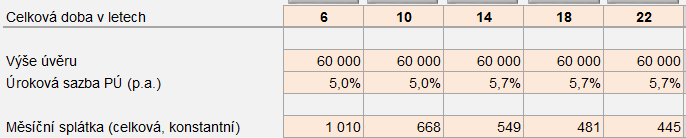 Celková doba v letech 6 10 14 18 22
Výše úvěru 60 000 60 000 60 000 60 000 60 000
Úroková sazba PÚ (p.a.) 5,0% 5,0% 5,7% 5,7% 5,7%
Měsíční splátka (celková, konstantní) 1 010 668 549 481 445